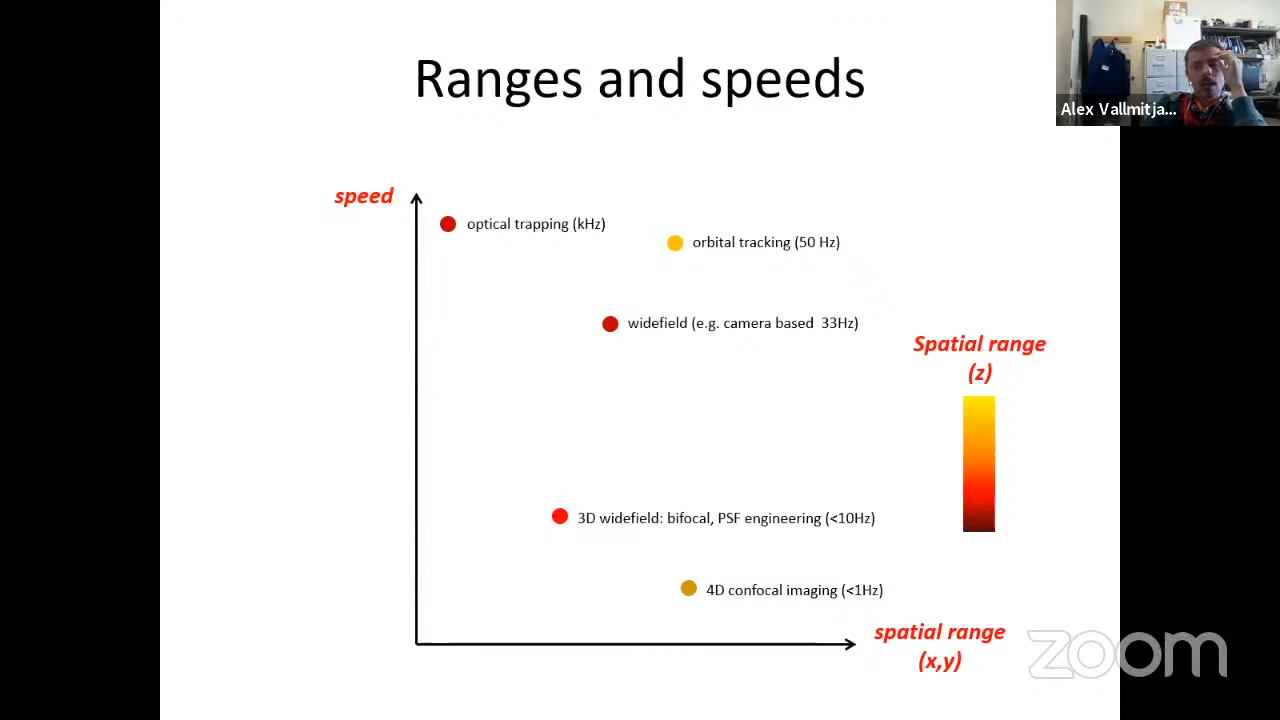 Ranges and speeds
Alex Vallmitja...
speed
optical trapping (kHz)
orbital tracking (50 Hz)
widefield (e.g. camera based 33Hz)
Spatial range
(z)
3D widefield: bifocal, PSF engineering (<10Hz)
4D confocal imaging (<1Hz)
spatial range
(x,y)
zoom